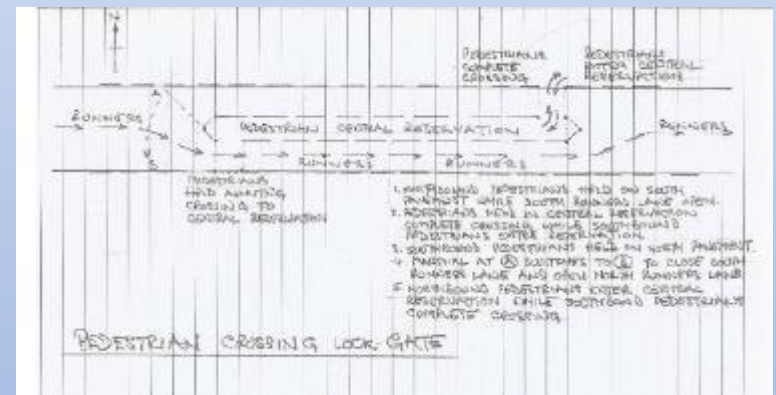 N
PEDESTRIANS
COMPLETE
CROSSING
PEDESTRIANS
ENTER CENTRAL
RESERVATION
RUNNERS
PEDESTRIAN CENTRAL RESERVATION
RUNNERS
RUNNERS
RUNNERS
PEDESTRIANS
HELD AWAITING
CROSSING TO
CENTRAL RESERVATION
1. NORTHBOUND PEDESTRIANS HELD ON SOUTH
PAVEMENT WHILE SOUTH RUNNERS LANE OPEN.
2. PEDESTRIANS HELD IN CENTRAL RESERVATION
COMPLETE CROSSING WHILE SOUTHBOUND
PEDESTRIANS ENTER RESERVATION.
3. SOUTHBOUND PEDESTRIANS HELD ON NORTH PAVEMENT.
4. MARSHAL AT A TO TO CLOSE SOUTH
RUNNERS LANE AND OPEN NORTH RUNNERS LANE
5. NORTHBOUND PEDESTRIANS ENTER CENTRAL
RESERVATION WHILE SOUTHBOUND PEDESTRIANS
COMPLETE CROSSING.
PEDESTRIAN CROSSING LOCK GATE